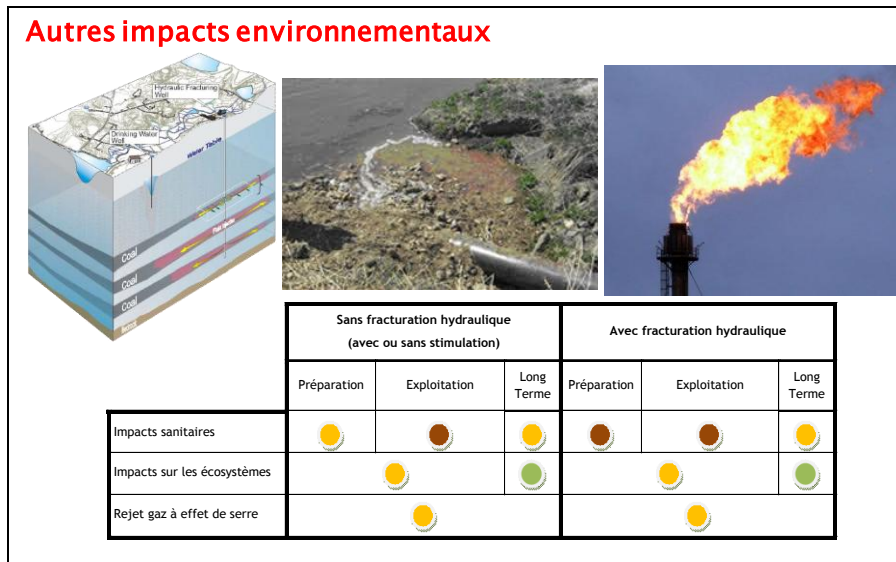 Autres impacts environnementaux
Hydraulic Fracturing
Well
Drinking Water
Well
Water Table
Coal
Coal
Coal
Sans fracturation hydraulique
(avec ou sans stimulation)
Avec fracturation hydraulique
Préparation
Exploitation
Long
Terme
Préparation
Exploitation
Long
Terme
Impacts sanitaires
Impacts sur les écosystèmes
Rejet gaz à effet de serre